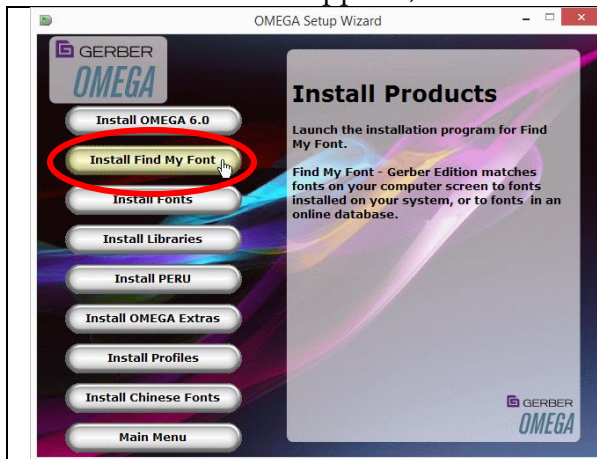 OMEGA Setup Wizard
GERBER
OMEGA
Install OMEGA 6.0
Install Find My Font
Install Fonts
Install Libraries
Install PERU
Install OMEGA Extras
Install Profiles
Install Chinese Fonts
Main Menu
Install Products
Launch the installation program for Find
My Font.
Find My Font - Gerber Edition matches
fonts on your computer screen to fonts
installed on your system, or to fonts in an
online database.
GERBER
OMEGA